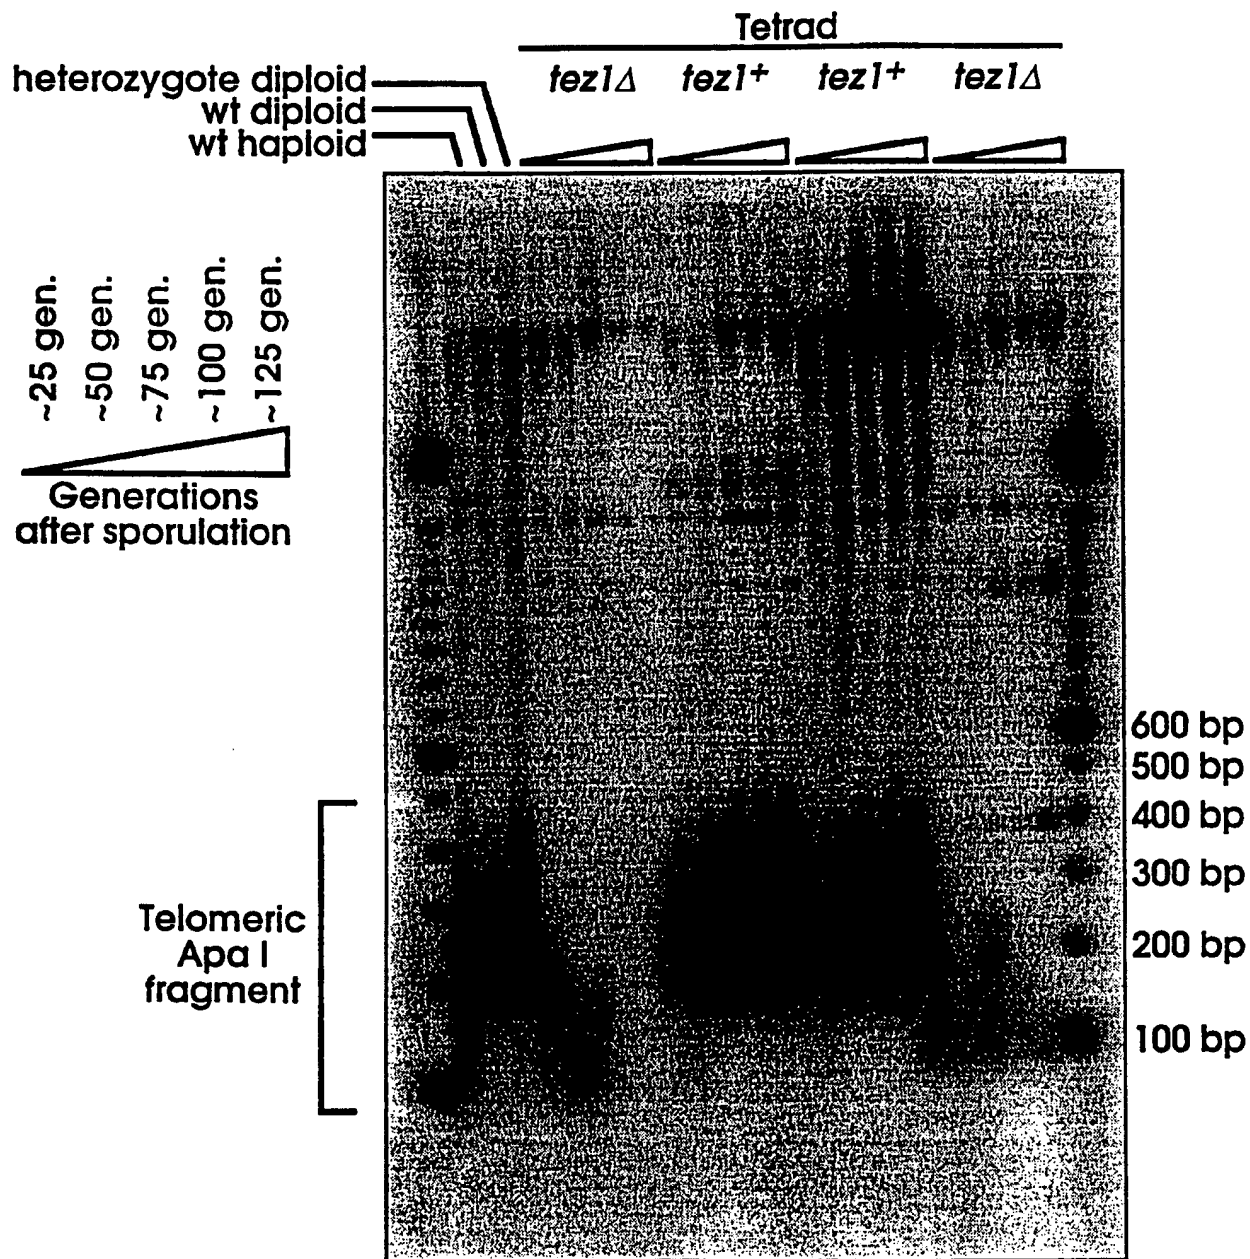 Tetrad
heterozygote diploid
wt diploid
wt haploid
tez1Δ
tez1+
tez1+
tez1Δ
~25 gen.
~50 gen.
~75 gen.
~100 gen.
~125 gen.
Generations
after sporulation
600 bp
500 bp
400 bp
300 bp
200 bp
100 bp
Telomeric
Apa I
fragment